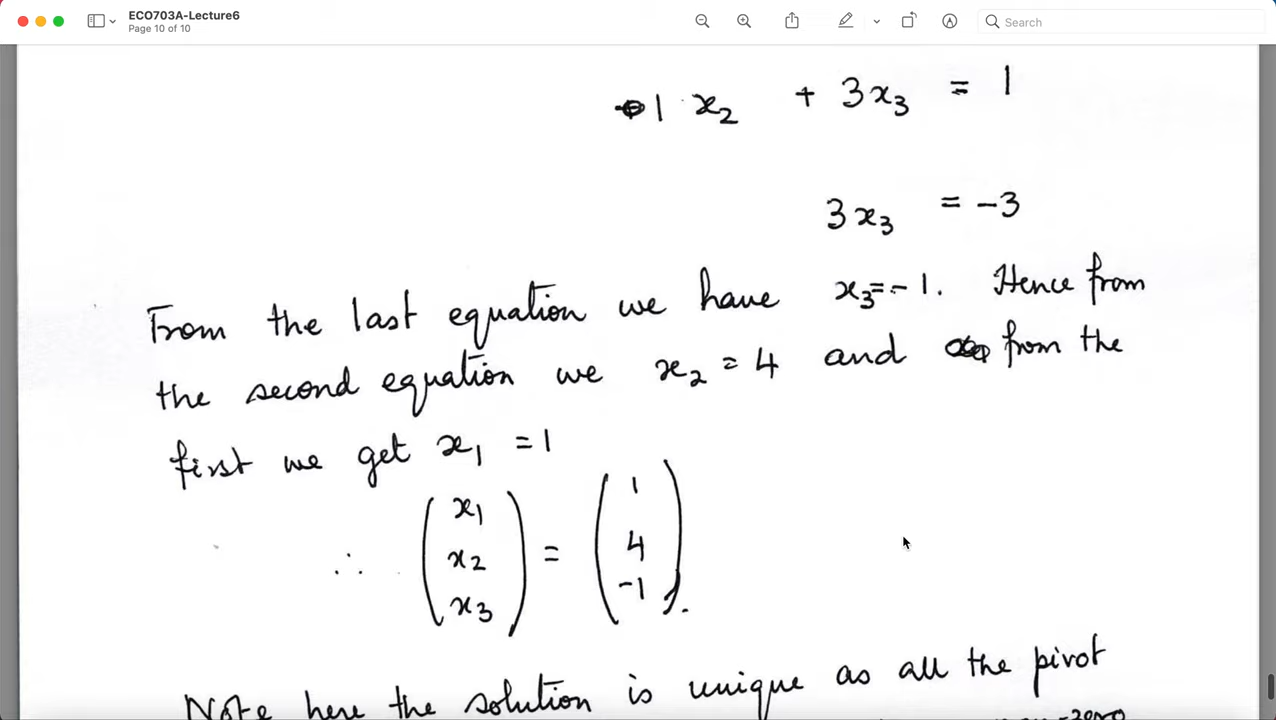 ECO703A-Lecture6
Page 10 of 10
Search
1 x₂ + 3x₃ = 1
3x₃ = -3
From the last equation we have x₃ = -1. Hence from
the second equation we x₂ = 4 and from the
first we get x₁ = 1
∴ (x₁ x₂ x₃) = (1 4 -1).
Note here the solution is unique as all the pivot
non-zero